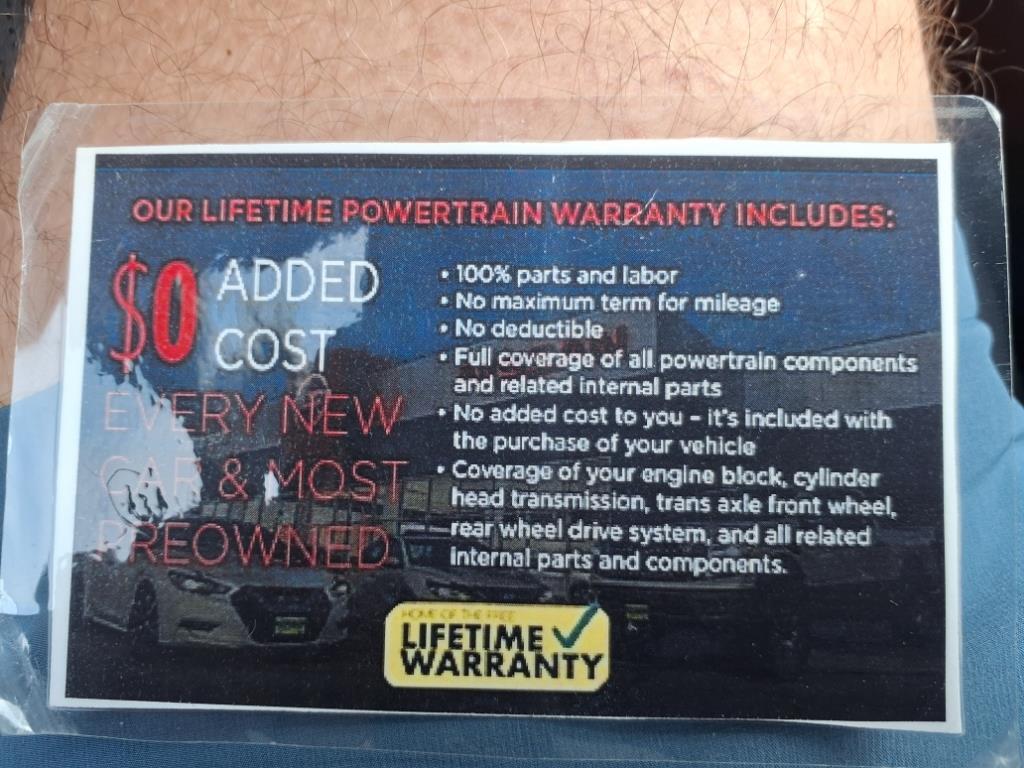 OUR LIFETIME POWERTRAIN WARRANTY INCLUDES:
$0 ADDED
COST
EVERY NEW
CAR & MOST
PREOWNED
• 100% parts and labor
• No maximum term for mileage
• No deductible
• Full coverage of all powertrain components
and related internal parts
• No added cost to you – it's included with
the purchase of your vehicle
• Coverage of your engine block, cylinder
head transmission, trans axle front wheel,
rear wheel drive system, and all related
internal parts and components.
HOME OF THE FREE
LIFETIME
WARRANTY